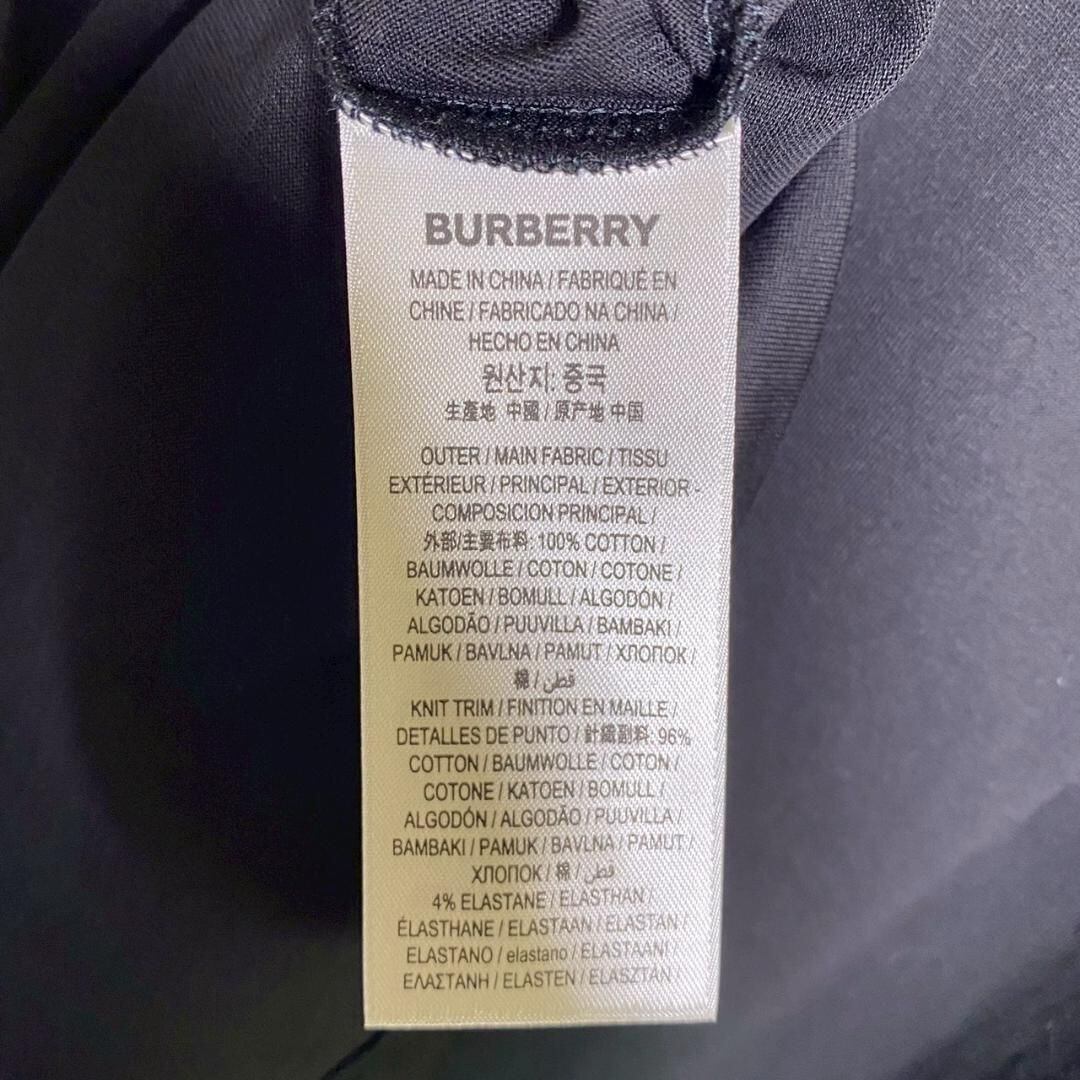 BURBERRY
MADE IN CHINA / FABRIQUÉ EN
CHINE / FABRICADO NA CHINA /
HECHO EN CHINA
원산지: 중국
生產地 中國 / 原产地 中国
OUTER / MAIN FABRIC / TISSU
EXTÉRIEUR / PRINCIPAL / EXTERIOR -
COMPOSICION PRINCIPAL /
外部/主要布料: 100% COTTON /
BAUMWOLLE / COTON / COTONE /
KATOEN / BOMULL / ALGODÓN /
ALGODÃO / PUUVILLA / BAMBAKI /
PAMUK / BAVLNA / PAMUT / ХЛОПОК /
棉 / قطن
KNIT TRIM / FINITION EN MAILLE /
DETALLES DE PUNTO / 針織副料: 96%
COTTON / BAUMWOLLE / COTON /
COTONE / KATOEN / BOMULL /
ALGODÓN / ALGODÃO / PUUVILLA /
BAMBAKI / PAMUK / BAVLNA / PAMUT /
ХЛОПОК / 棉 / قطن
4% ELASTANE / ELASTHAN /
ÉLASTHANE / ELASTAAN / ELASTAN /
ELASTANO / elastano / ELASTAANI /
ΕΛΑΣΤΑΝΗ / ELASTEN / ELASZTÁN /